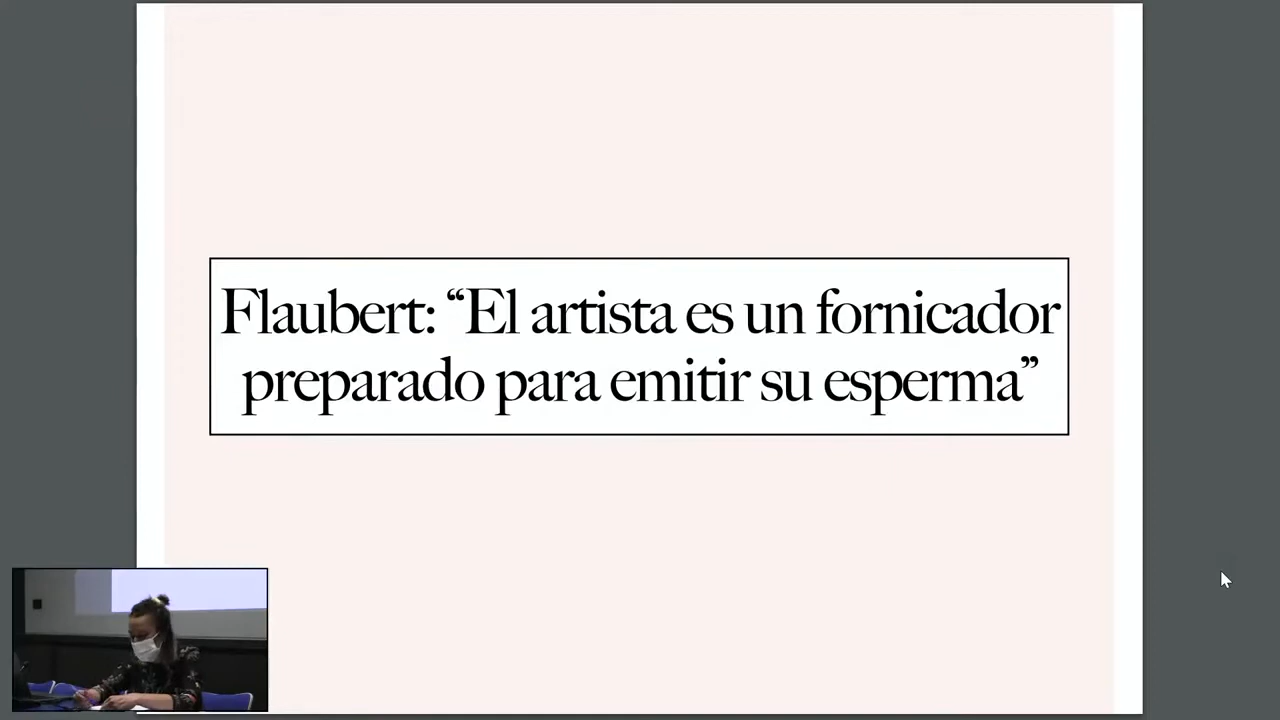 Flaubert: “El artista es un fornicador
preparado para emitir su esperma”